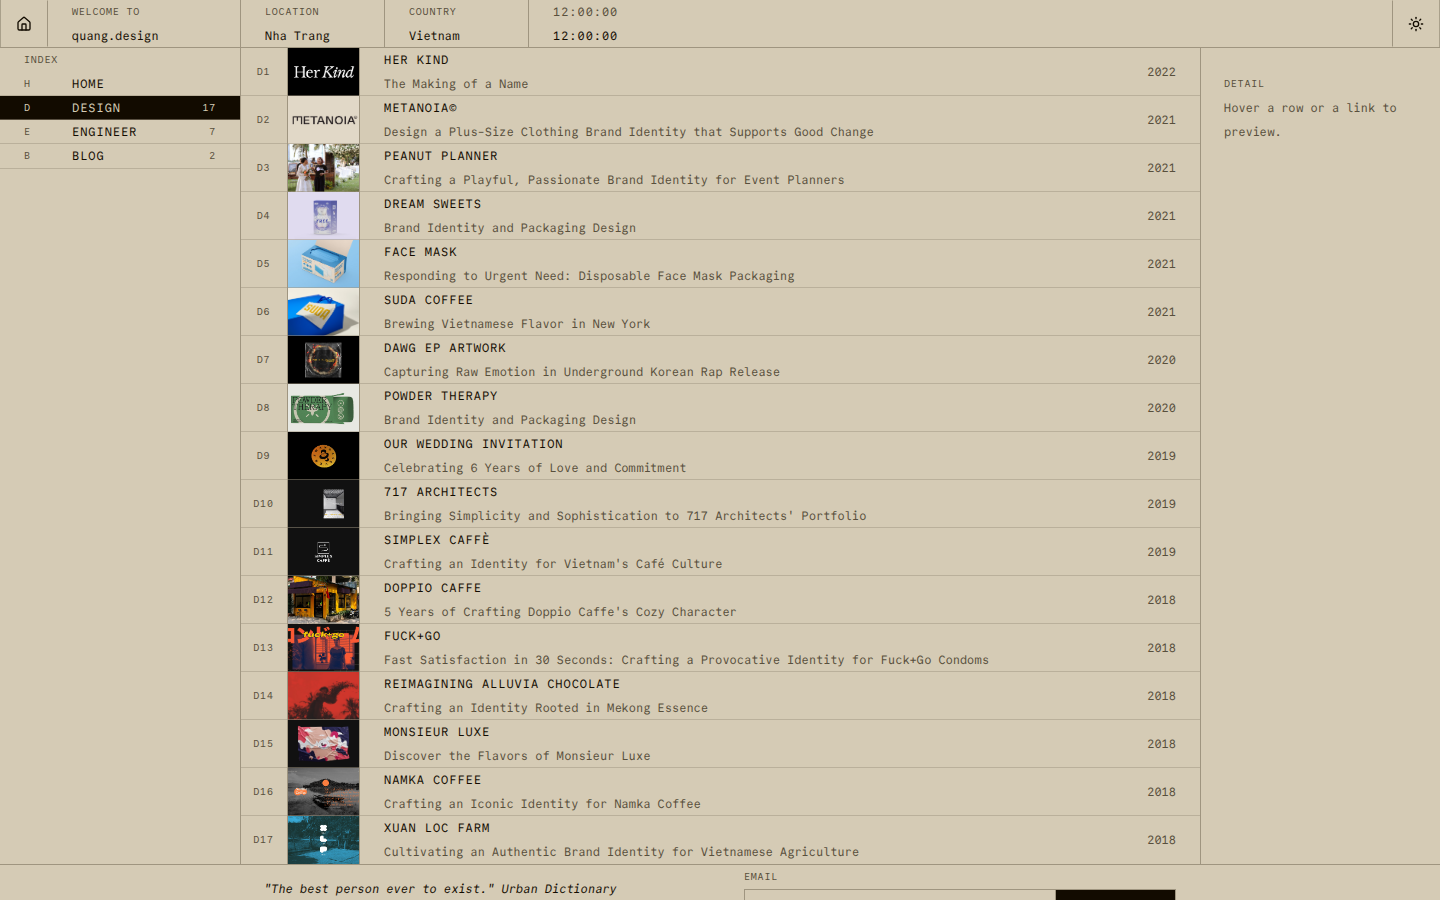 WELCOME TO
quang.design
LOCATION
Nha Trang
COUNTRY
Vietnam
12:00:00
12:00:00
INDEX
H HOME
D DESIGN 17
E ENGINEER 7
B BLOG 2
D1 Her Kind HER KIND
The Making of a Name 2022
D2 METANOIA METANOIA©
Design a Plus-Size Clothing Brand Identity that Supports Good Change 2021
D3 PEANUT PLANNER
Crafting a Playful, Passionate Brand Identity for Event Planners 2021
D4 DREAM SWEETS
Brand Identity and Packaging Design 2021
D5 FACE MASK
Responding to Urgent Need: Disposable Face Mask Packaging 2021
D6 SUDA SUDA COFFEE
Brewing Vietnamese Flavor in New York 2021
D7 DAWG EP ARTWORK
Capturing Raw Emotion in Underground Korean Rap Release 2020
D8 POWDER THERAPY POWDER THERAPY
Brand Identity and Packaging Design 2020
D9 OUR WEDDING INVITATION
Celebrating 6 Years of Love and Commitment 2019
D10 717 ARCHITECTS
Bringing Simplicity and Sophistication to 717 Architects' Portfolio 2019
D11 SIMPLEX CAFFÈ SIMPLEX CAFFÈ
Crafting an Identity for Vietnam's Café Culture 2019
D12 DOPPIO CAFFE
5 Years of Crafting Doppio Caffe's Cozy Character 2018
D13 コンドーム fuck+go FUCK+GO
Fast Satisfaction in 30 Seconds: Crafting a Provocative Identity for Fuck+Go Condoms 2018
D14 REIMAGINING ALLUVIA CHOCOLATE
Crafting an Identity Rooted in Mekong Essence 2018
D15 MONSIEUR LUXE
Discover the Flavors of Monsieur Luxe 2018
D16 NAMKA COFFEE
Crafting an Iconic Identity for Namka Coffee 2018
D17 XUAN LOC FARM
Cultivating an Authentic Brand Identity for Vietnamese Agriculture 2018
DETAIL
Hover a row or a link to
preview.
"The best person ever to exist." Urban Dictionary
EMAIL